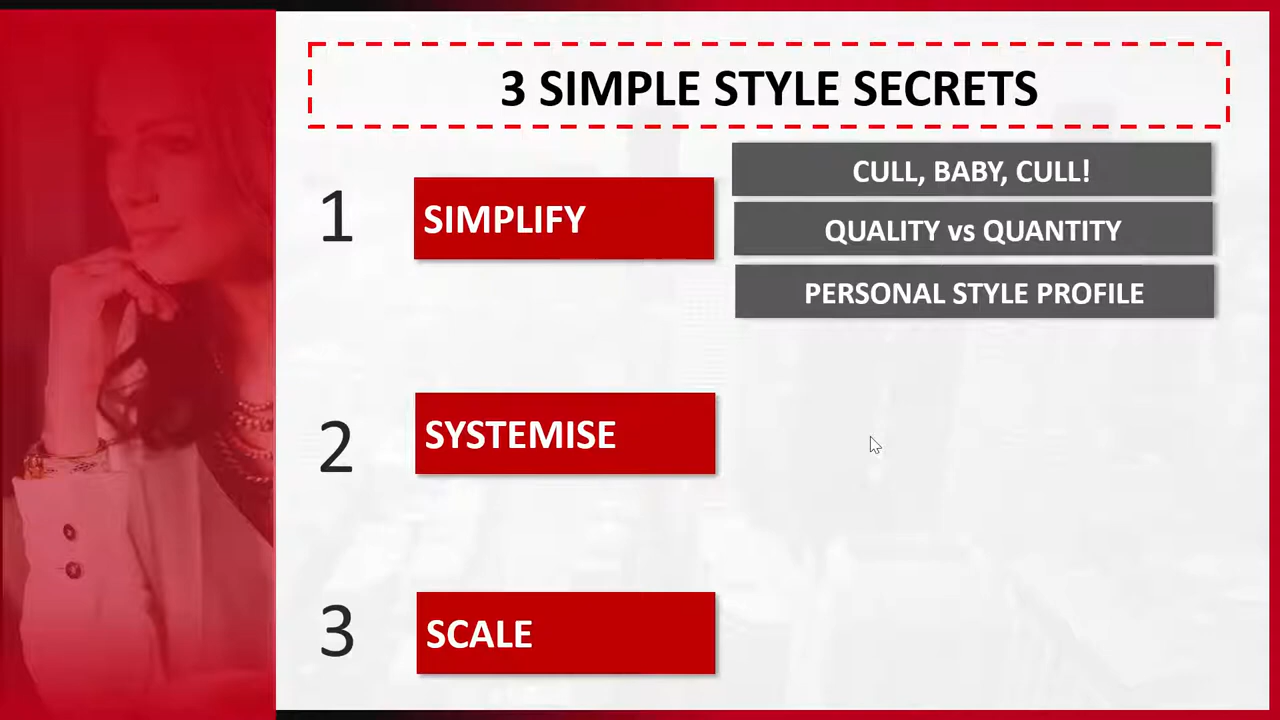 3 SIMPLE STYLE SECRETS
1
SIMPLIFY
CULL, BABY, CULL!
QUALITY vs QUANTITY
PERSONAL STYLE PROFILE
2
SYSTEMISE
3
SCALE